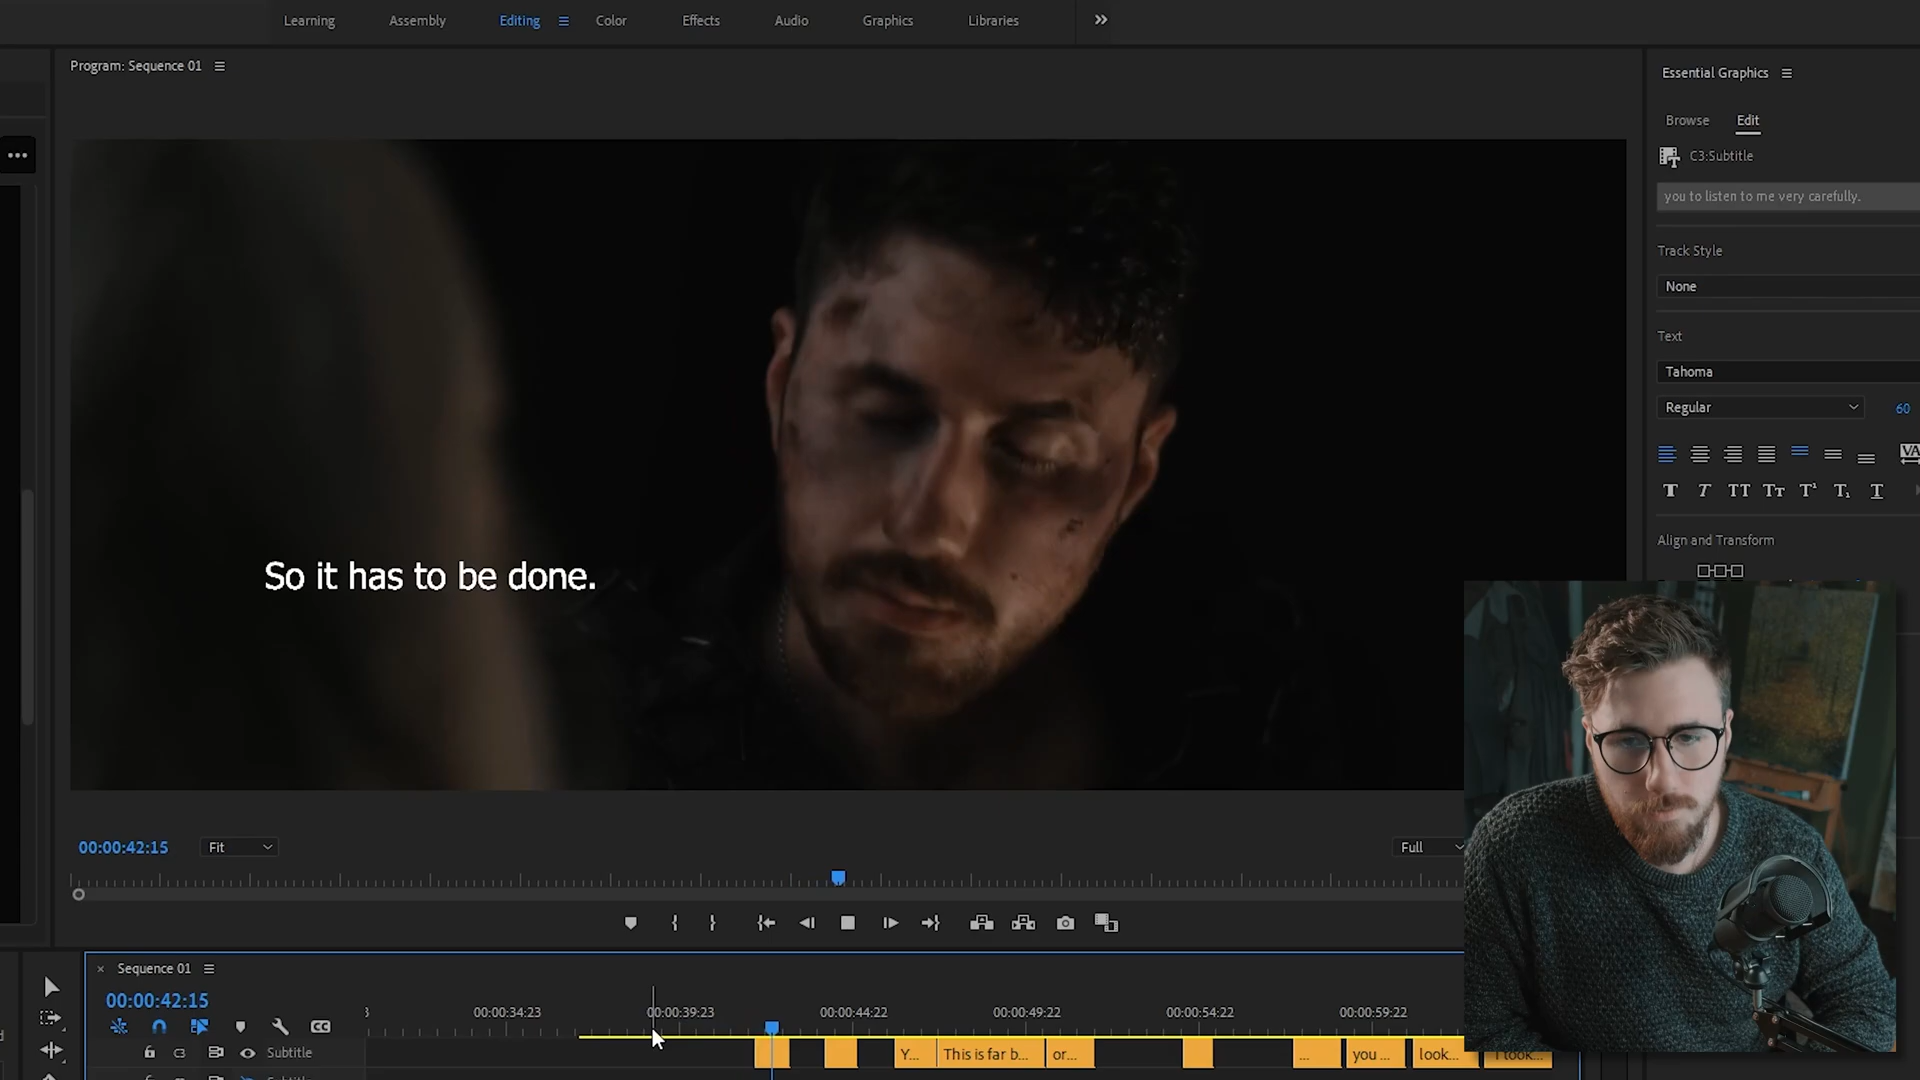 Learning Assembly Editing Color Effects Audio Graphics Libraries
Program: Sequence 01
Essential Graphics
Browse Edit
C3:Subtitle
you to listen to me very carefully.
Track Style
None
Text
Tahoma
Regular 60
Align and Transform
So it has to be done.
00:00:42:15 Fit Full
Sequence 01
00:00:42:15
00:00:34:23 00:00:39:23 00:00:44:22 00:00:49:22 00:00:54:22 00:00:59:22
Subtitle Y... This is far b... or... ... you ... look... I took...